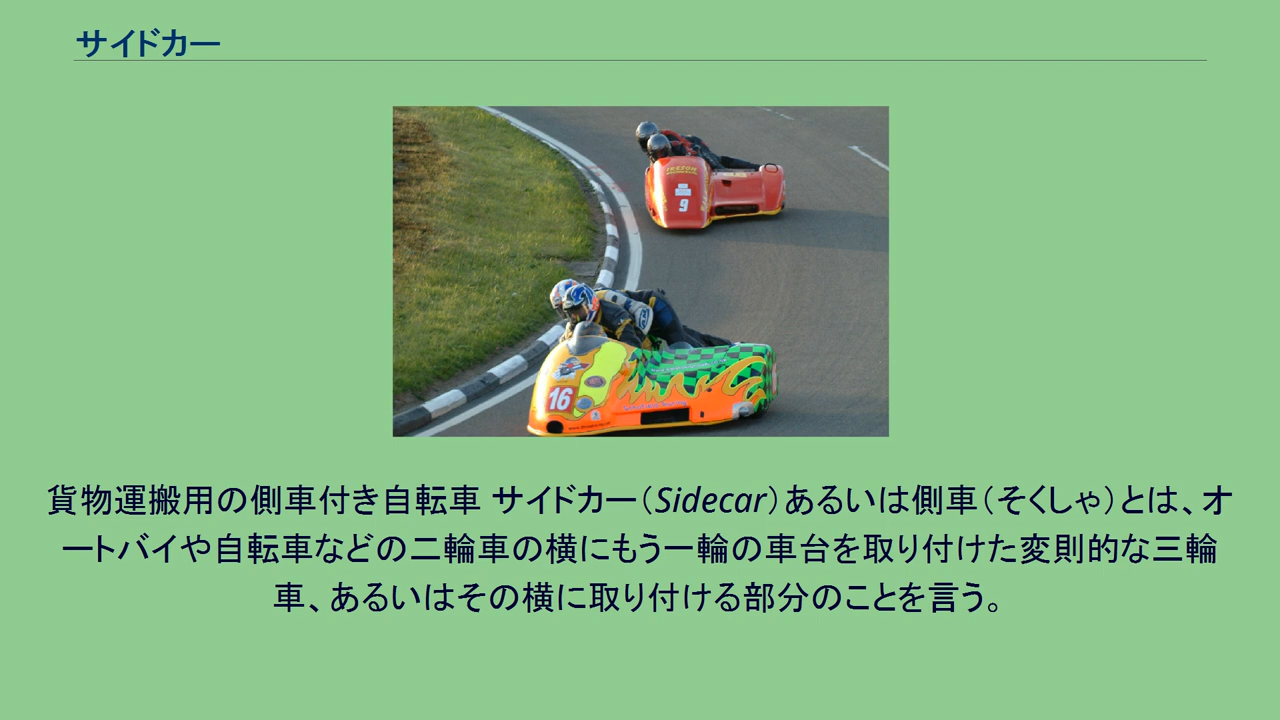 サイドカー
9
16
貨物運搬用の側車付き自転車 サイドカー（Sidecar）あるいは側車（そくしゃ）とは、オ
ートバイや自転車などの二輪車の横にもう一輪の車台を取り付けた変則的な三輪
車、あるいはその横に取り付ける部分のことを言う。